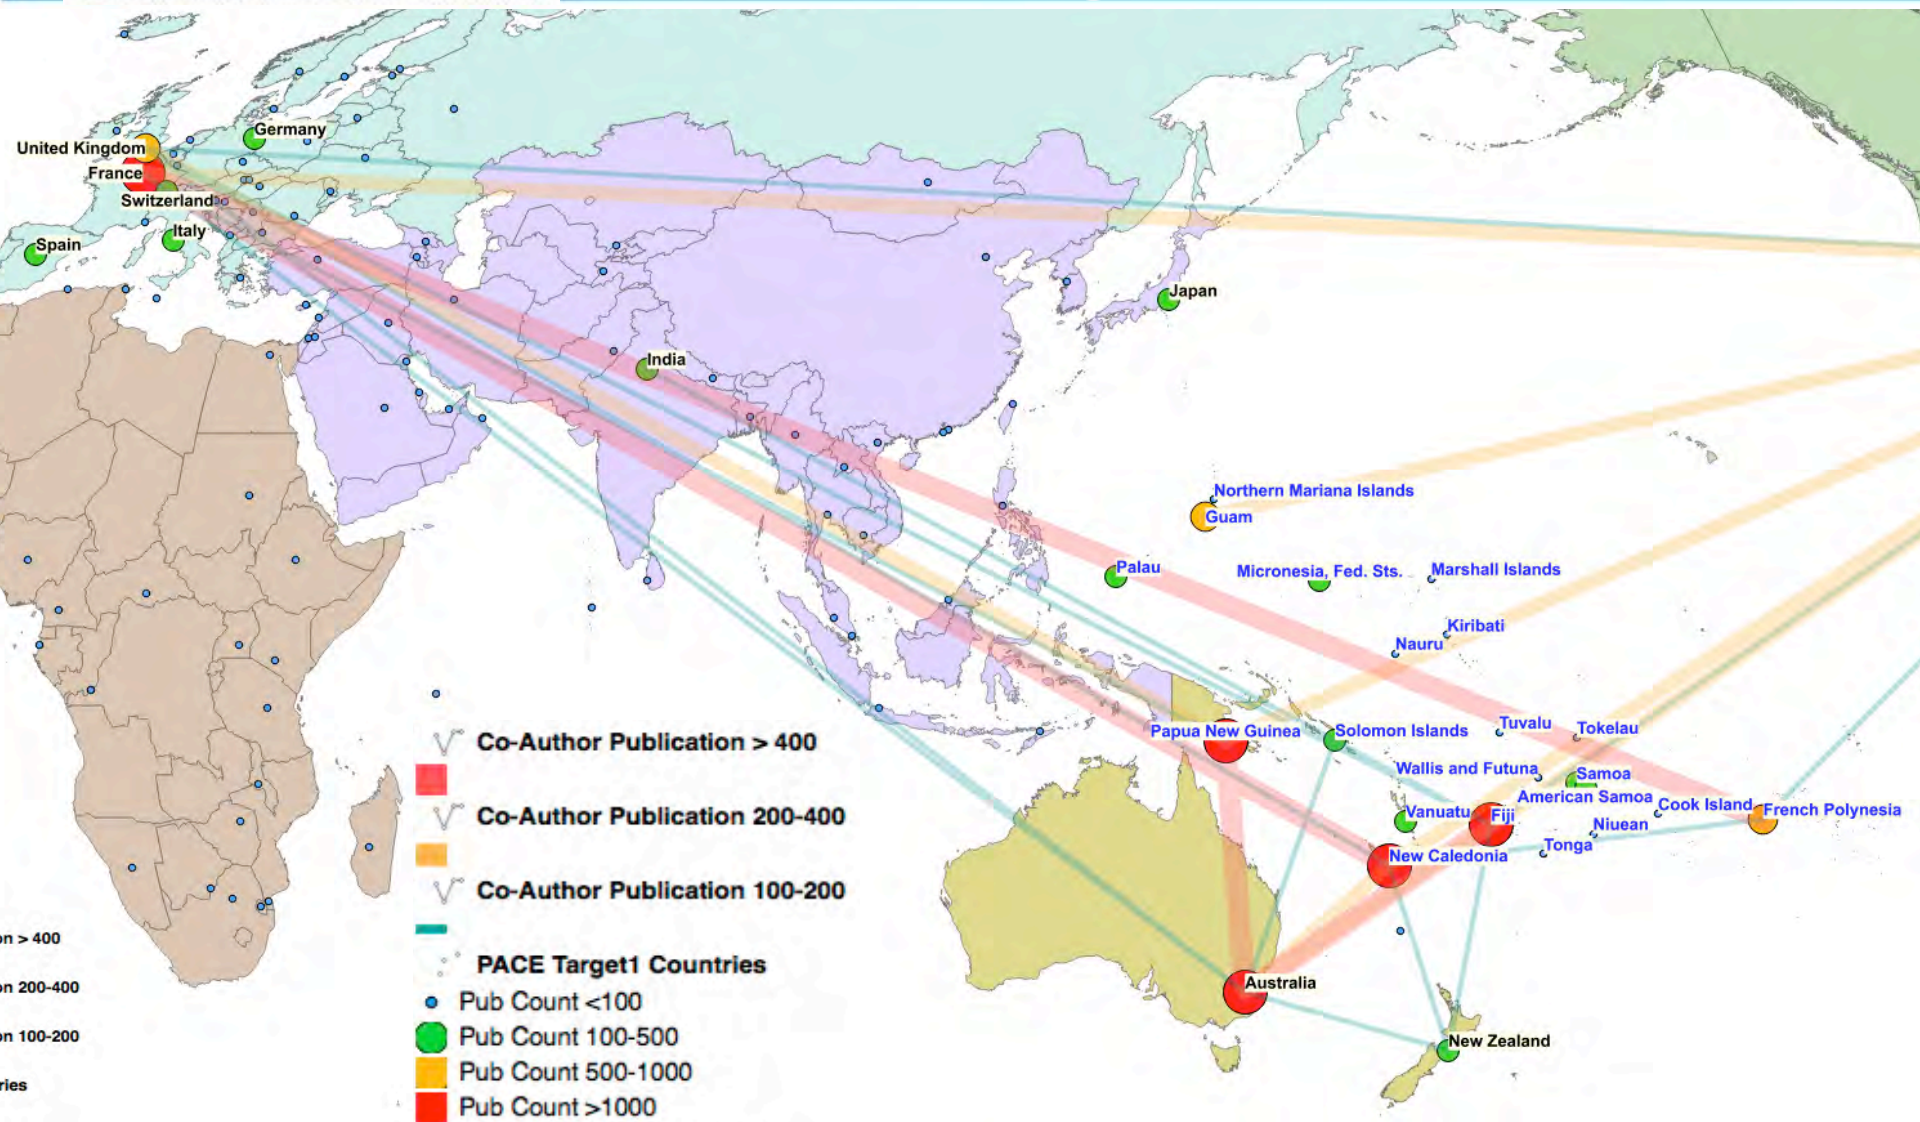 Germany
United Kingdom
France
Switzerland
Italy
Spain
Japan
India
Northern Mariana Islands
Guam
Palau
Micronesia, Fed. Sts.
Marshall Islands
Kiribati
Nauru
Papua New Guinea
Solomon Islands
Tuvalu
Tokelau
Wallis and Futuna
Samoa
American Samoa
Cook Island
French Polynesia
Vanuatu
Fiji
Niuean
Tonga
New Caledonia
Australia
New Zealand
Co-Author Publication > 400
Co-Author Publication 200-400
Co-Author Publication 100-200
PACE Target1 Countries
Pub Count <100
Pub Count 100-500
Pub Count 500-1000
Pub Count >1000
on > 400
on 200-400
on 100-200
ries